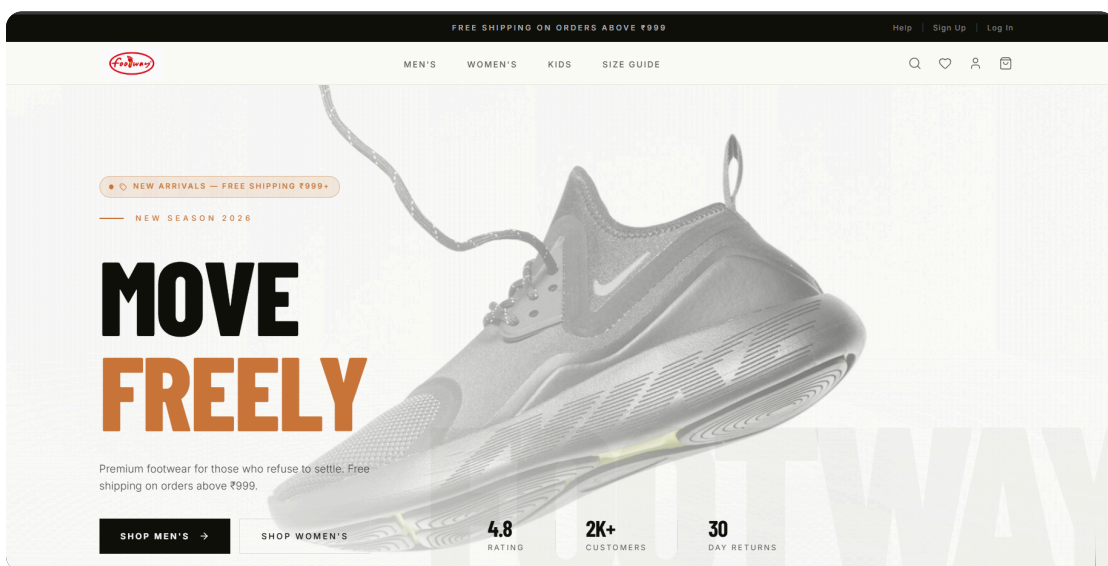 FREE SHIPPING ON ORDERS ABOVE ₹999
Help | Sign Up | Log In
footway
MEN'S WOMEN'S KIDS SIZE GUIDE
NEW ARRIVALS — FREE SHIPPING ₹999+
NEW SEASON 2026
MOVE
FREELY
Premium footwear for those who refuse to settle. Free
shipping on orders above ₹999.
SHOP MEN'S →
SHOP WOMEN'S
4.8
RATING
2K+
CUSTOMERS
30
DAY RETURNS
FOOTWAY